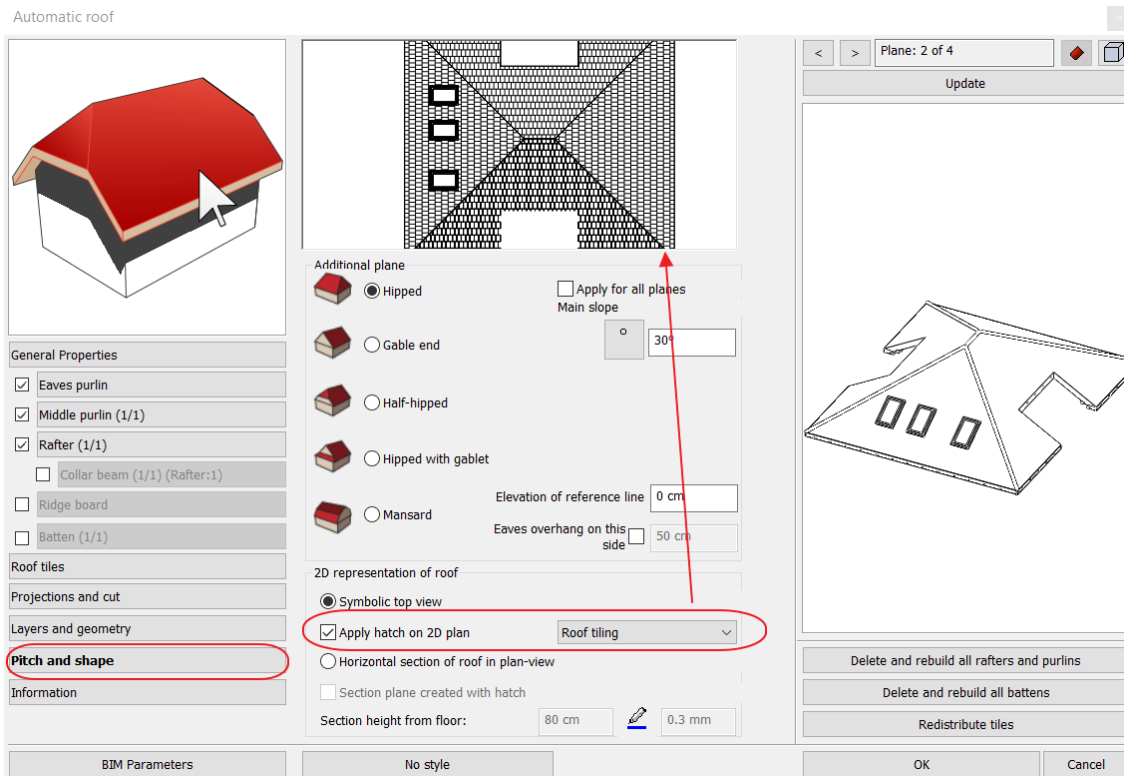 Automatic roof
General Properties
Eaves purlin
Middle purlin (1/1)
Rafter (1/1)
Collar beam (1/1) (Rafter:1)
Ridge board
Batten (1/1)
Roof tiles
Projections and cut
Layers and geometry
Pitch and shape
Information
BIM Parameters
Additional plane
Hipped
Apply for all planes
Main slope
° 30°
Gable end
Half-hipped
Hipped with gablet
Mansard
Elevation of reference line 0 cm
Eaves overhang on this
side 50 cm
2D representation of roof
Symbolic top view
Apply hatch on 2D plan Roof tiling
Horizontal section of roof in plan-view
Section plane created with hatch
Section height from floor: 80 cm 0.3 mm
No style
< > Plane: 2 of 4
Update
Delete and rebuild all rafters and purlins
Delete and rebuild all battens
Redistribute tiles
OK Cancel